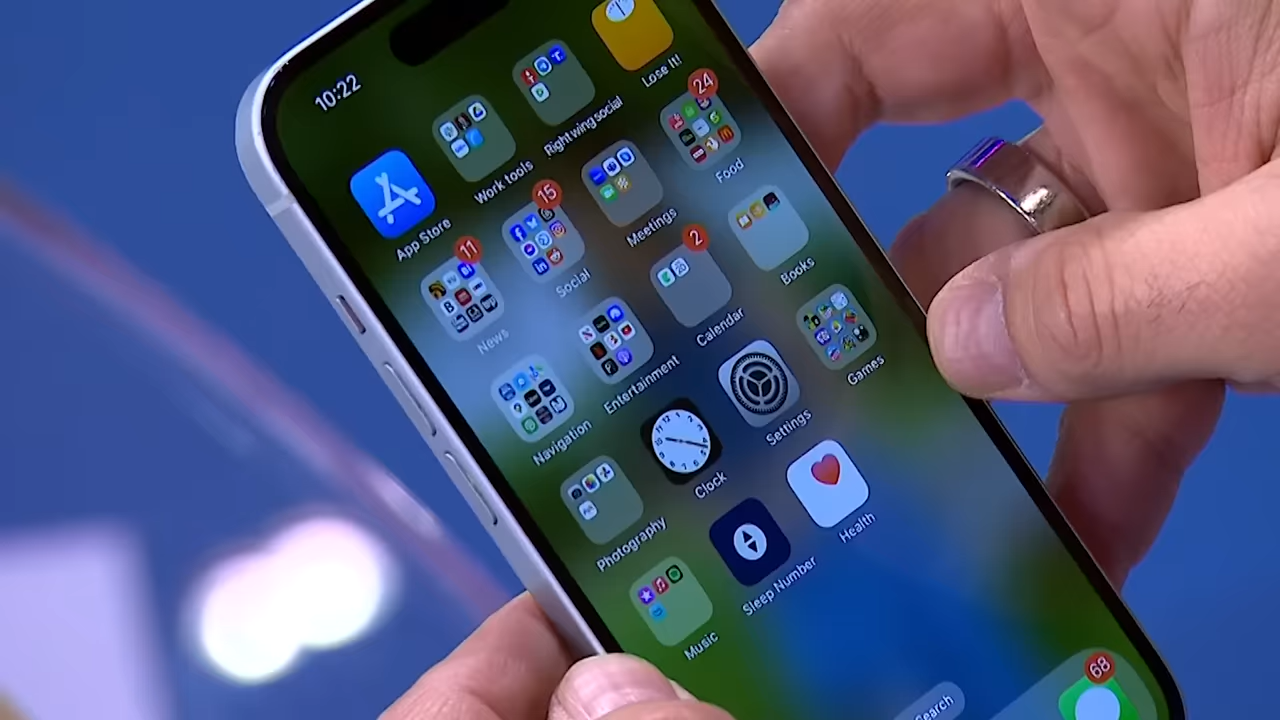 10:22
App Store
Work tools
Right wing social
Lose It!
11
News
15
Social
Meetings
24
Food
Navigation
Entertainment
2
Calendar
Books
Photography
Clock
Settings
Games
Music
Sleep Number
Health
Search
68